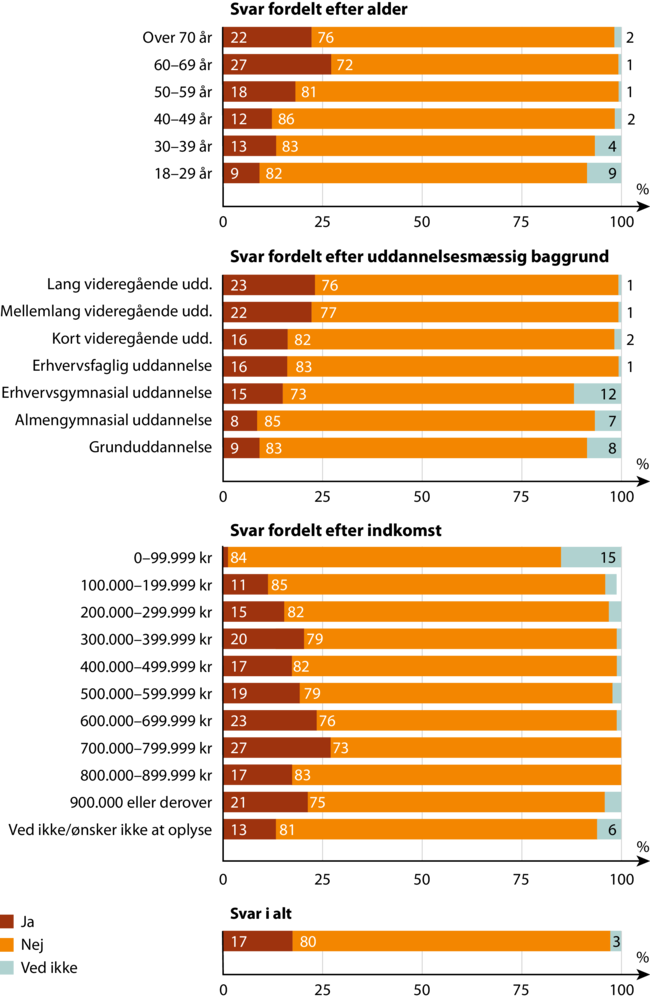 Svar fordelt efter alder
Over 70 år 22 76 2
60–69 år 27 72 1
50–59 år 18 81 1
40–49 år 12 86 2
30–39 år 13 83 4
18–29 år 9 82 9
%
0 25 50 75 100
Svar fordelt efter uddannelsesmæssig baggrund
Lang videregående udd. 23 76 1
Mellemlang videregående udd. 22 77 1
Kort videregående udd. 16 82 2
Erhvervsfaglig uddannelse 16 83 1
Erhvervsgymnasial uddannelse 15 73 12
Almengymnasial uddannelse 8 85 7
Grunduddannelse 9 83 8
%
0 25 50 75 100
Svar fordelt efter indkomst
0–99.999 kr 84 15
100.000–199.999 kr 11 85
200.000–299.999 kr 15 82
300.000–399.999 kr 20 79
400.000–499.999 kr 17 82
500.000–599.999 kr 19 79
600.000–699.999 kr 23 76
700.000–799.999 kr 27 73
800.000–899.999 kr 17 83
900.000 eller derover 21 75
Ved ikke/ønsker ikke at oplyse 13 81 6
%
0 25 50 75 100
Svar i alt
17 80 3
%
0 25 50 75 100
Ja
Nej
Ved ikke